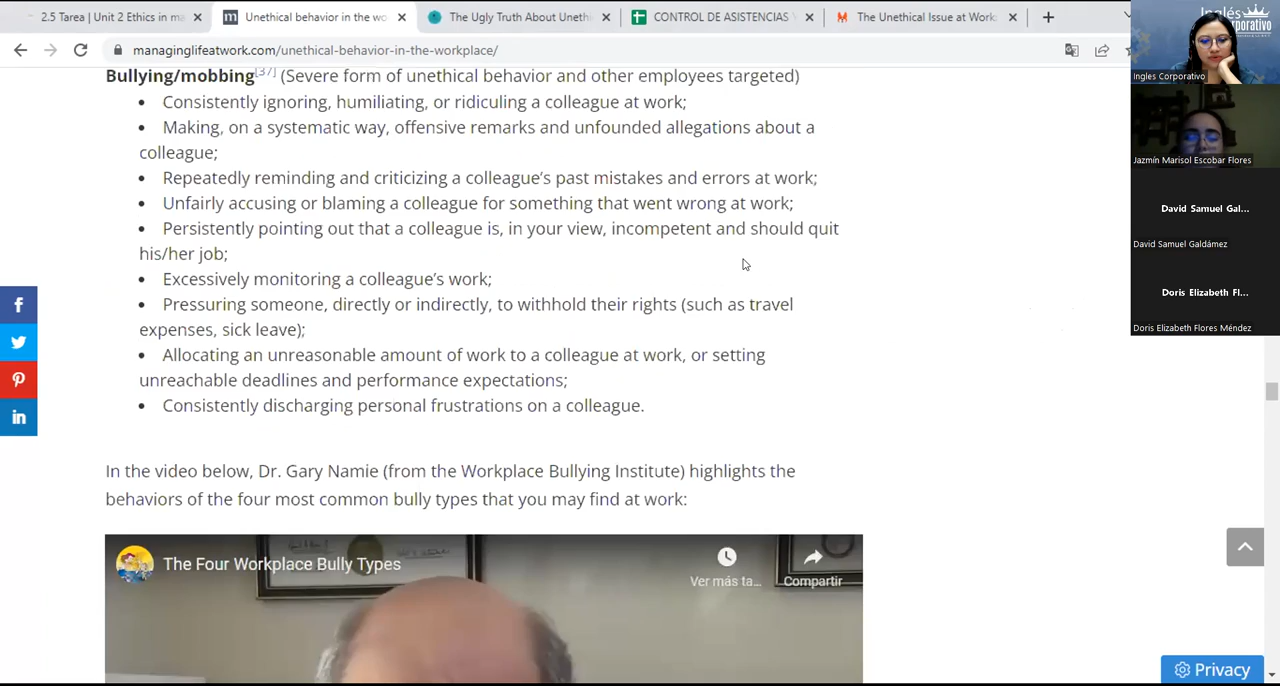 2.5 Tarea | Unit 2 Ethics in ma
Unethical behavior in the wo
The Ugly Truth About Unethi
CONTROL DE ASISTENCIAS
The Unethical Issue at Work
managinglifeatwork.com/unethical-behavior-in-the-workplace/
Inglés
Corporativo
Ingles Corporativo
Jazmín Marisol Escobar Flores
David Samuel Gal...
David Samuel Galdámez
Doris Elizabeth Fl...
Doris Elizabeth Flores Méndez
Bullying/mobbing[37] (Severe form of unethical behavior and other employees targeted)
• Consistently ignoring, humiliating, or ridiculing a colleague at work;
• Making, on a systematic way, offensive remarks and unfounded allegations about a
colleague;
• Repeatedly reminding and criticizing a colleague's past mistakes and errors at work;
• Unfairly accusing or blaming a colleague for something that went wrong at work;
• Persistently pointing out that a colleague is, in your view, incompetent and should quit
his/her job;
• Excessively monitoring a colleague's work;
• Pressuring someone, directly or indirectly, to withhold their rights (such as travel
expenses, sick leave);
• Allocating an unreasonable amount of work to a colleague at work, or setting
unreachable deadlines and performance expectations;
• Consistently discharging personal frustrations on a colleague.
In the video below, Dr. Gary Namie (from the Workplace Bullying Institute) highlights the
behaviors of the four most common bully types that you may find at work:
The Four Workplace Bully Types
Ver más ta...
Compartir
Privacy